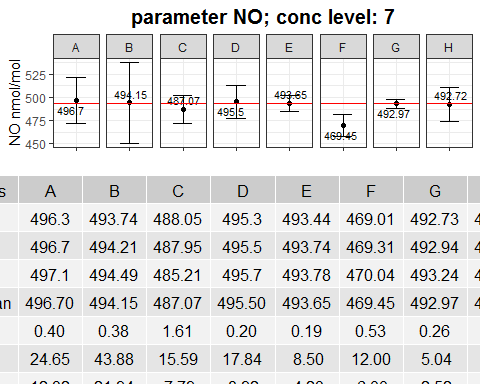 parameter NO; conc level: 7
A B C D E F G H
NO nmol/mol
525
500
475
450
496.7 494.15 487.07 495.5 493.65 469.45 492.97 492.72
s A B C D E F G
496.3 493.74 488.05 495.3 493.44 469.01 492.73 4
496.7 494.21 487.95 495.5 493.74 469.31 492.94 4
497.1 494.49 485.21 495.7 493.78 470.04 493.24 4
an 496.70 494.15 487.07 495.50 493.65 469.45 492.97 4
0.40 0.38 1.61 0.20 0.19 0.53 0.26
24.65 43.88 15.59 17.84 8.50 12.00 5.04